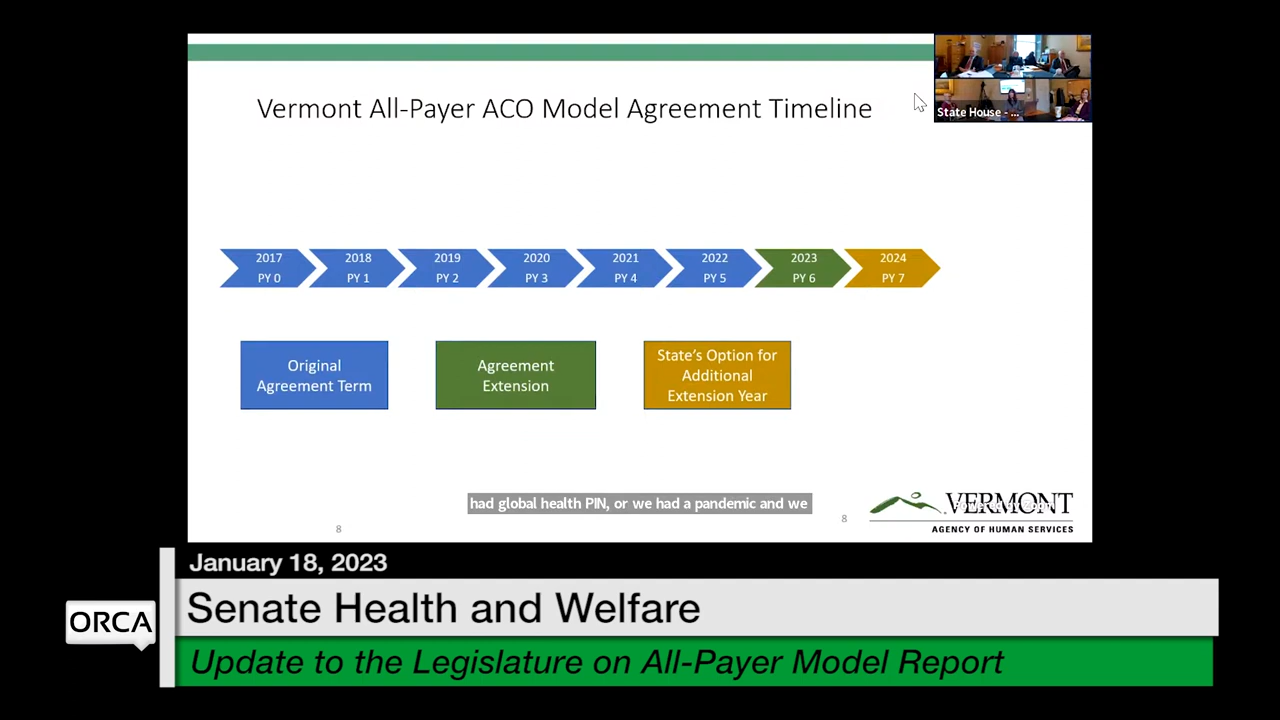 Vermont All-Payer ACO Model Agreement Timeline
State House - ...
2017
PY 0
2018
PY 1
2019
PY 2
2020
PY 3
2021
PY 4
2022
PY 5
2023
PY 6
2024
PY 7
Original
Agreement Term
Agreement
Extension
State's Option for
Additional
Extension Year
had global health PIN, or we had a pandemic and we
8
8
VERMONT
AGENCY OF HUMAN SERVICES
January 18, 2023
ORCA
Senate Health and Welfare
Update to the Legislature on All-Payer Model Report